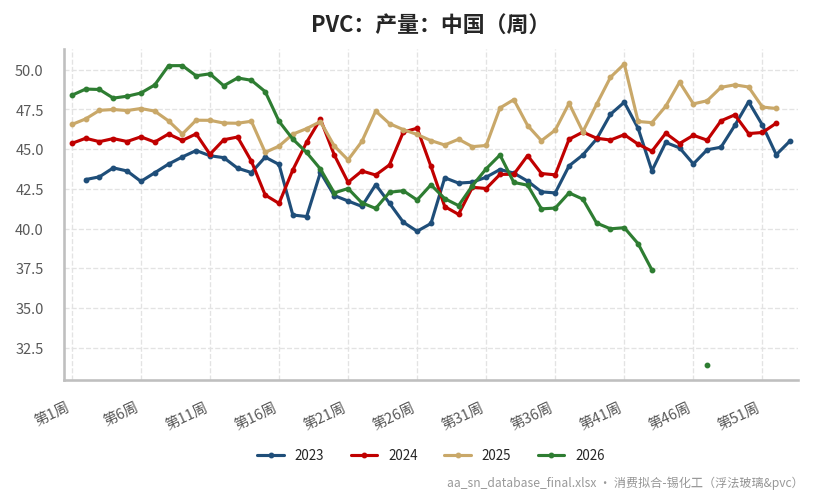 PVC：产量：中国（周）
50.0
47.5
45.0
42.5
40.0
37.5
35.0
32.5
第1周 第6周 第11周 第16周 第21周 第26周 第31周 第36周 第41周 第46周 第51周
2023 2024 2025 2026
aa_sn_database_final.xlsx • 消费拟合-锡化工（浮法玻璃&pvc）